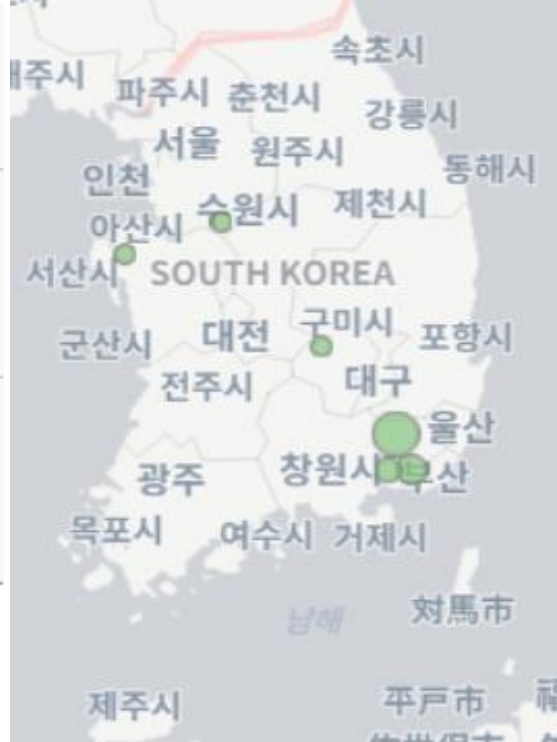 속초시
파주시 춘천시
강릉시
서울 원주시
동해시
인천
수원시 제천시
아산시
서산시 SOUTH KOREA
구미시
군산시 대전 포항시
전주시 대구
울산
창원시 부산
광주
목포시 여수시 거제시
남해 対馬市
제주시 平戸市